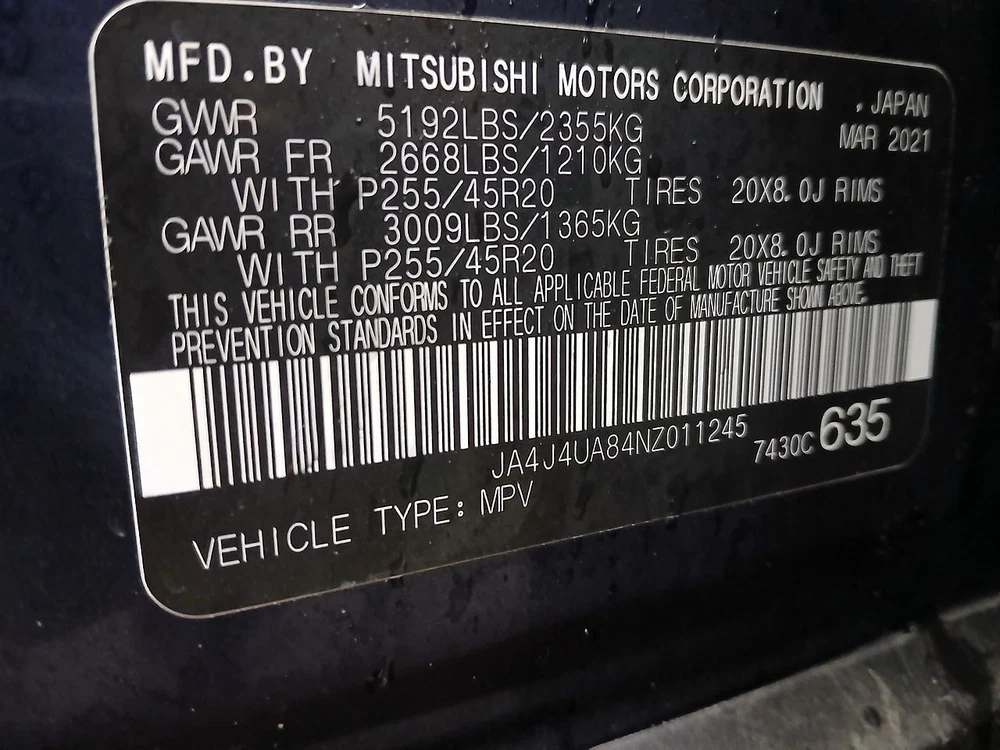 MFD.BY MITSUBISHI MOTORS CORPORATION , JAPAN
GVWR 5192LBS/2355KG MAR 2021
GAWR FR 2668LBS/1210KG
WITH P255/45R20 TIRES 20X8.0J RIMS
GAWR RR 3009LBS/1365KG
WITH P255/45R20 TIRES 20X8.0J RIMS
THIS VEHICLE CONFORMS TO ALL APPLICABLE FEDERAL MOTOR VEHICLE SAFETY AND THEFT
PREVENTION STANDARDS IN EFFECT ON THE DATE OF MANUFACTURE SHOWN ABOVE.
JA4J4UA84NZ011245 7430C 635
VEHICLE TYPE: MPV